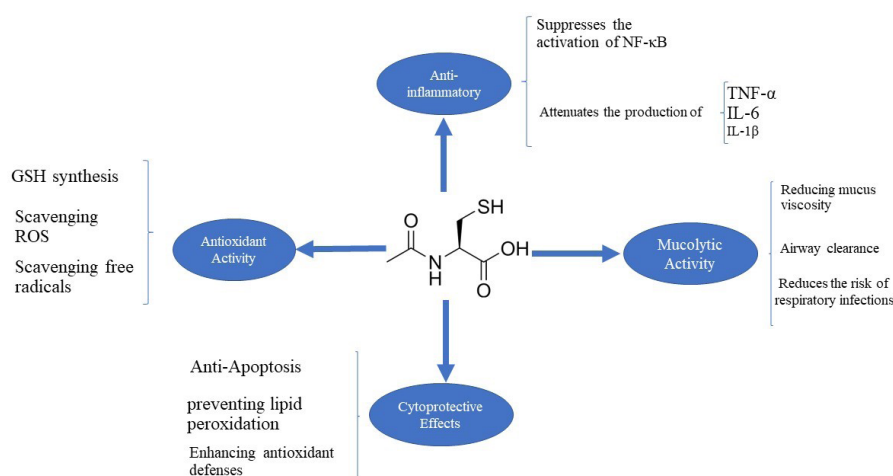 Suppresses the
activation of NF-κB
Anti-
inflammatory
Attenuates the production of
TNF-α
IL-6
IL-1β
GSH synthesis
Scavenging
ROS
Scavenging free
radicals
Antioxidant
Activity
SH
O
N
H
OH
O
Mucolytic
Activity
Reducing mucus
viscosity
Airway clearance
Reduces the risk of
respiratory infections
Anti-Apoptosis
preventing lipid
peroxidation
Enhancing antioxidant
defenses
Cytoprotective
Effects